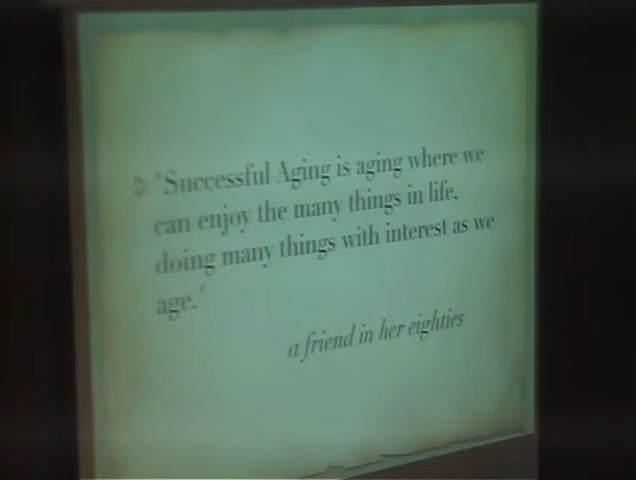 "Successful Aging is aging where we
can enjoy the many things in life.
doing many things with interest as we
age."
a friend in her eighties